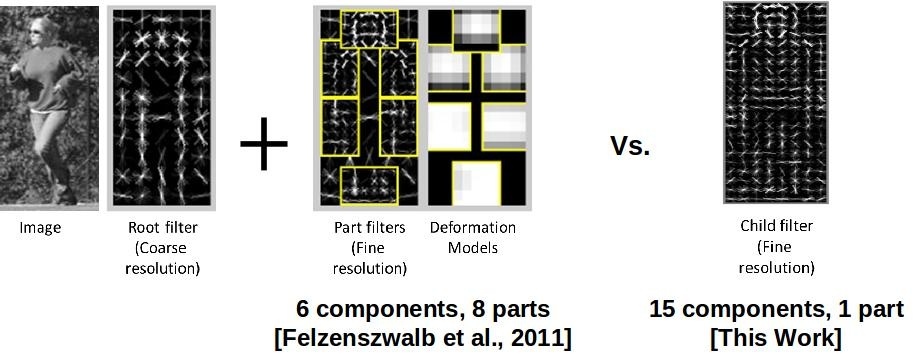 +
Vs.
Image
Root filter
(Coarse
resolution)
Part filters
(Fine
resolution)
Deformation
Models
Child filter
(Fine
resolution)
6 components, 8 parts
[Felzenszwalb et al., 2011]
15 components, 1 part
[This Work]